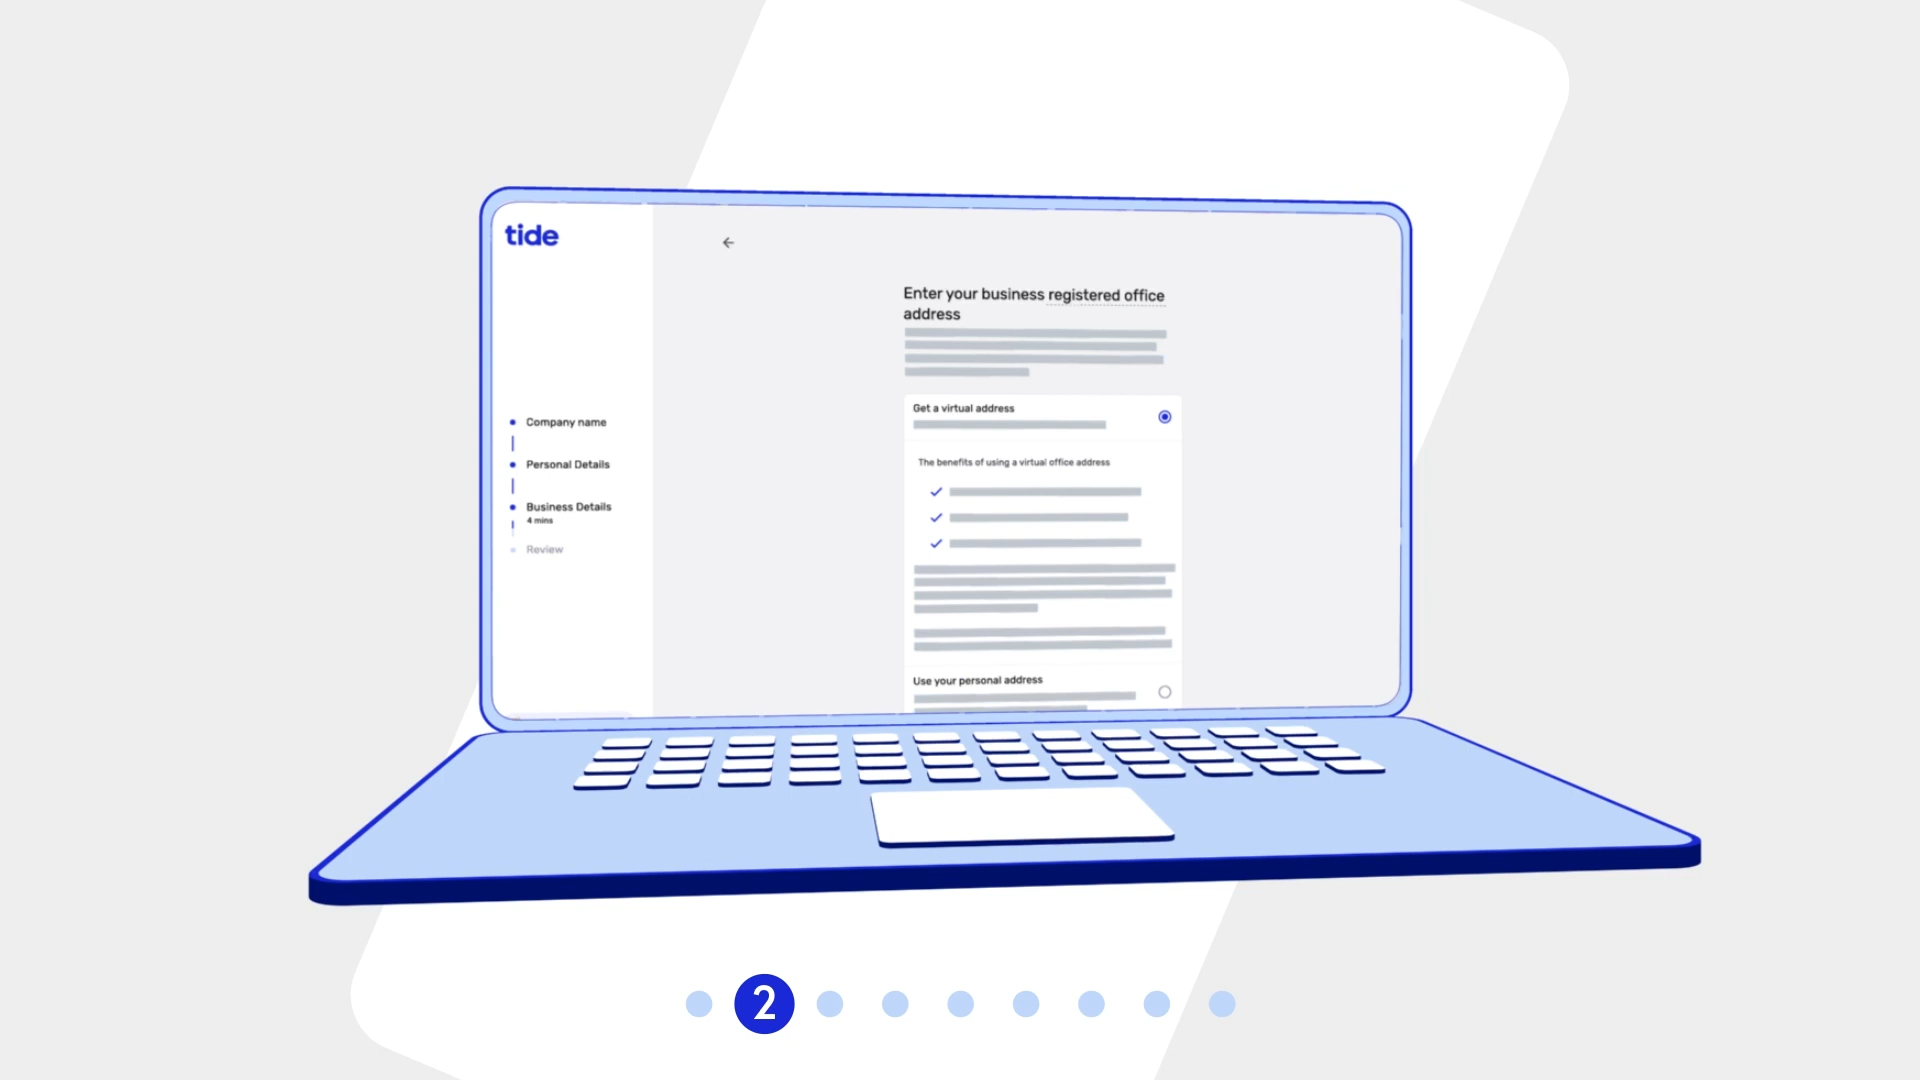 tide
Enter your business registered office
address
Get a virtual address
The benefits of using a virtual office address
Use your personal address
Company name
Personal Details
Business Details
4 mins
Review
2